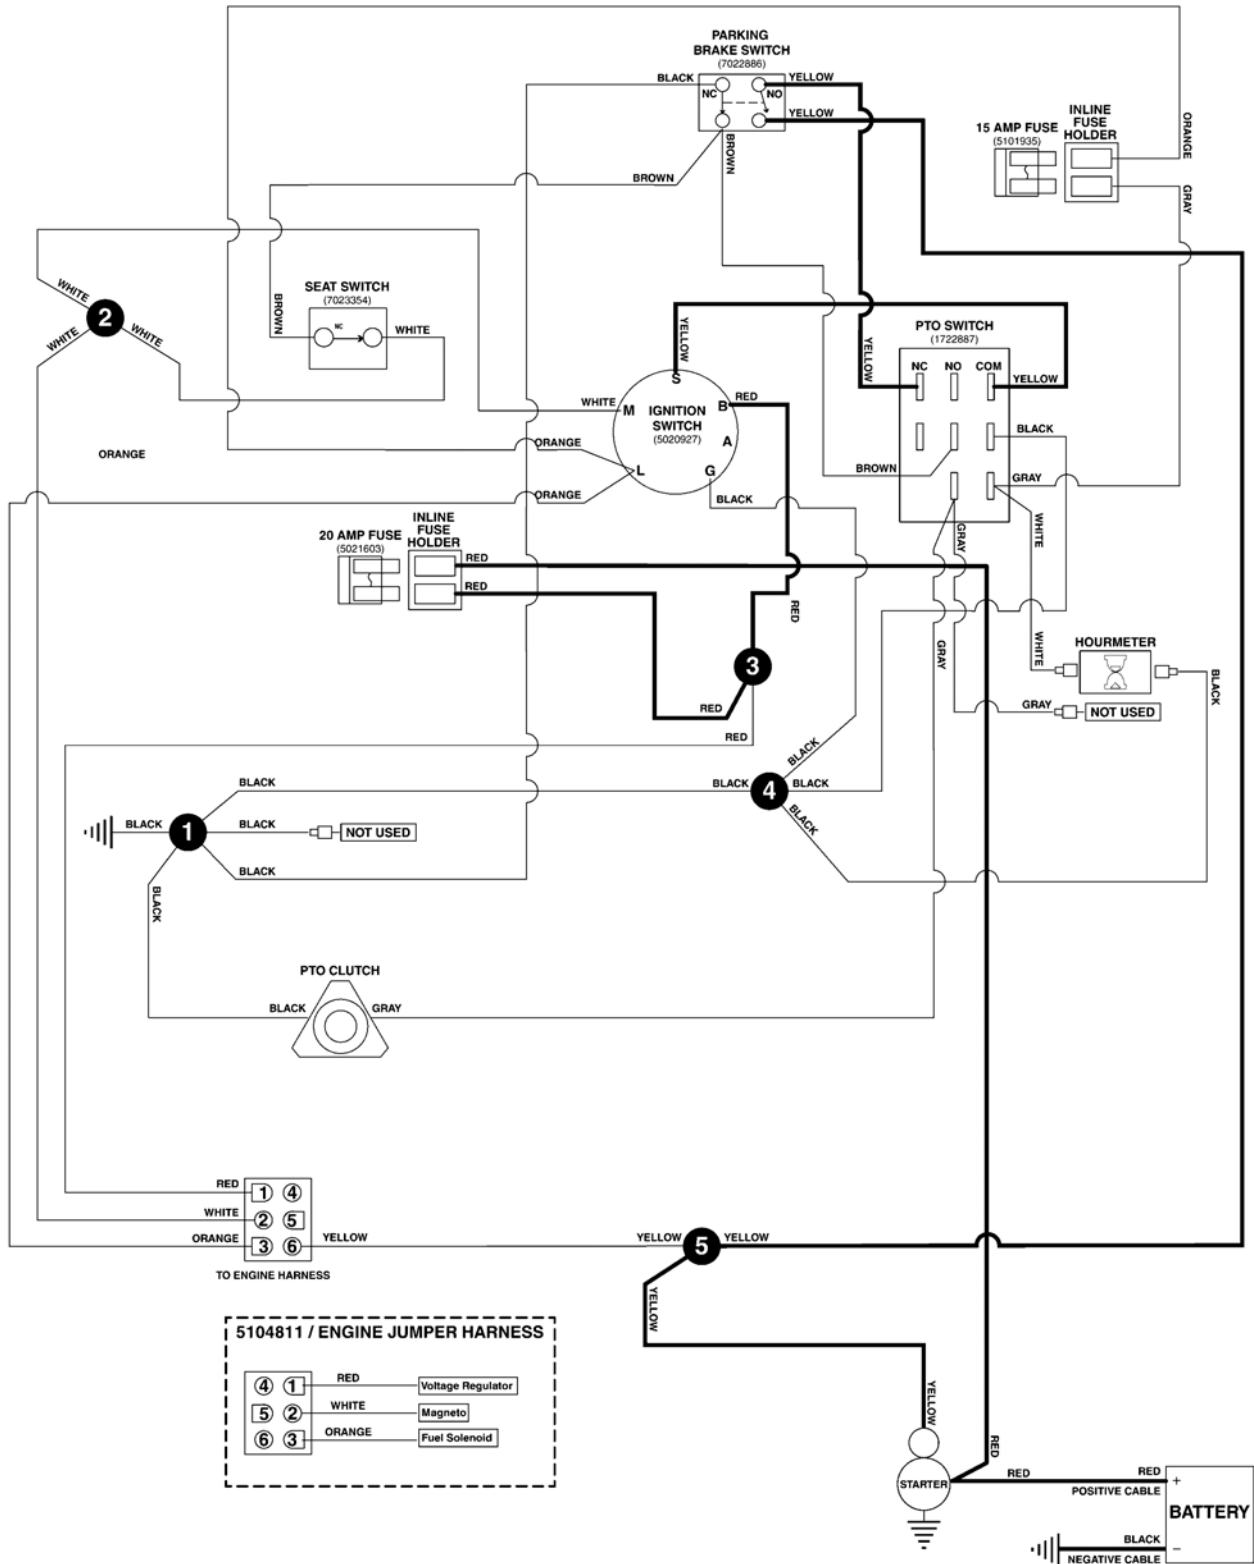 PARKING
BRAKE SWITCH
(7022886)
BLACK
YELLOW
NC
NO
YELLOW
BROWN
BROWN
15 AMP FUSE
(5101935)
INLINE
FUSE
HOLDER
ORANGE
GRAY
WHITE
2
WHITE
WHITE
SEAT SWITCH
(7023354)
BROWN
NC
WHITE
YELLOW
S
WHITE
M
B
RED
IGNITION
SWITCH
(5020927)
A
L
G
ORANGE
ORANGE
BLACK
ORANGE
PTO SWITCH
(1722887)
NC
NO
COM
YELLOW
YELLOW
BLACK
BROWN
GRAY
GRAY
WHITE
20 AMP FUSE
(5021603)
INLINE
FUSE
HOLDER
RED
RED
RED
3
RED
RED
GRAY
WHITE
HOURMETER
BLACK
GRAY
NOT USED
BLACK
BLACK
4
BLACK
BLACK
BLACK
BLACK
1
BLACK
NOT USED
BLACK
BLACK
PTO CLUTCH
BLACK
GRAY
RED
1
4
WHITE
2
5
ORANGE
3
6
YELLOW
TO ENGINE HARNESS
YELLOW
5
YELLOW
YELLOW
5104811 / ENGINE JUMPER HARNESS
4
1
RED
Voltage Regulator
5
2
WHITE
Magneto
6
3
ORANGE
Fuel Solenoid
YELLOW
RED
STARTER
RED
RED
+
POSITIVE CABLE
BATTERY
BLACK
−
NEGATIVE CABLE